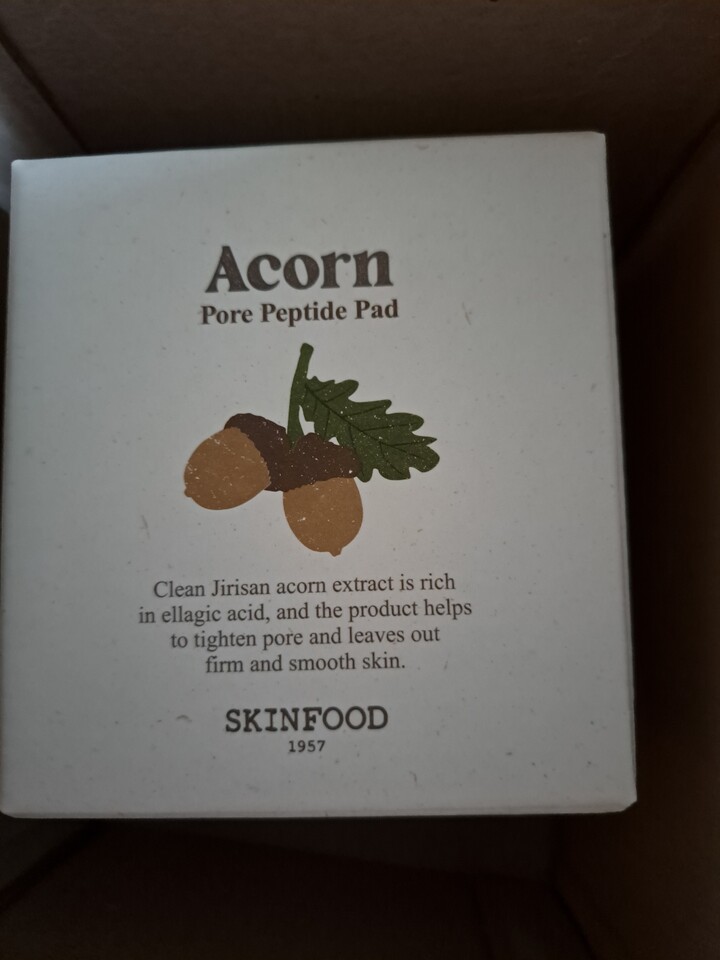 Acorn
Pore Peptide Pad
Clean Jirisan acorn extract is rich
in ellagic acid, and the product helps
to tighten pore and leaves out
firm and smooth skin.
SKINFOOD
1957